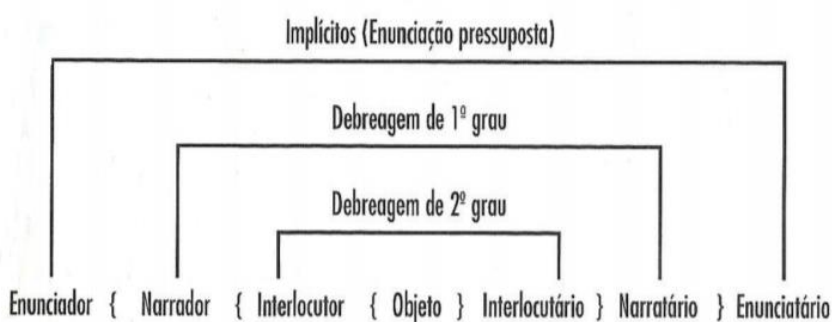 Implícitos (Enunciação pressuposta)
Debreagem de 1º grau
Debreagem de 2º grau
Enunciador { Narrador { Interlocutor { Objeto } Interlocutário } Narratário } Enunciatário